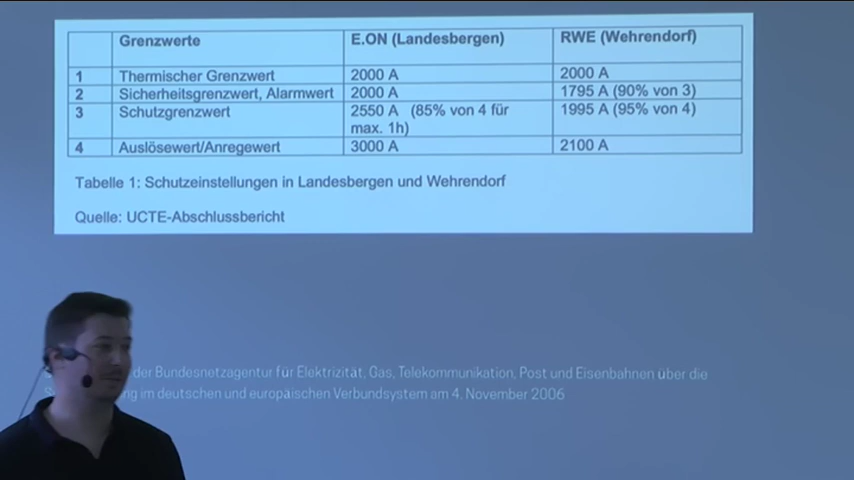 Grenzwerte E.ON (Landesbergen) RWE (Wehrendorf)
1 Thermischer Grenzwert 2000 A 2000 A
2 Sicherheitsgrenzwert, Alarmwert 2000 A 1795 A (90% von 3)
3 Schutzgrenzwert 2550 A (85% von 4 für 1995 A (95% von 4)
max. 1h)
4 Auslösewert/Anregewert 3000 A 2100 A
Tabelle 1: Schutzeinstellungen in Landesbergen und Wehrendorf
Quelle: UCTE-Abschlussbericht
der Bundesnetzagentur für Elektrizität, Gas, Telekommunikation, Post und Eisenbahnen über die
im deutschen und europäischen Verbundsystem am 4. November 2006